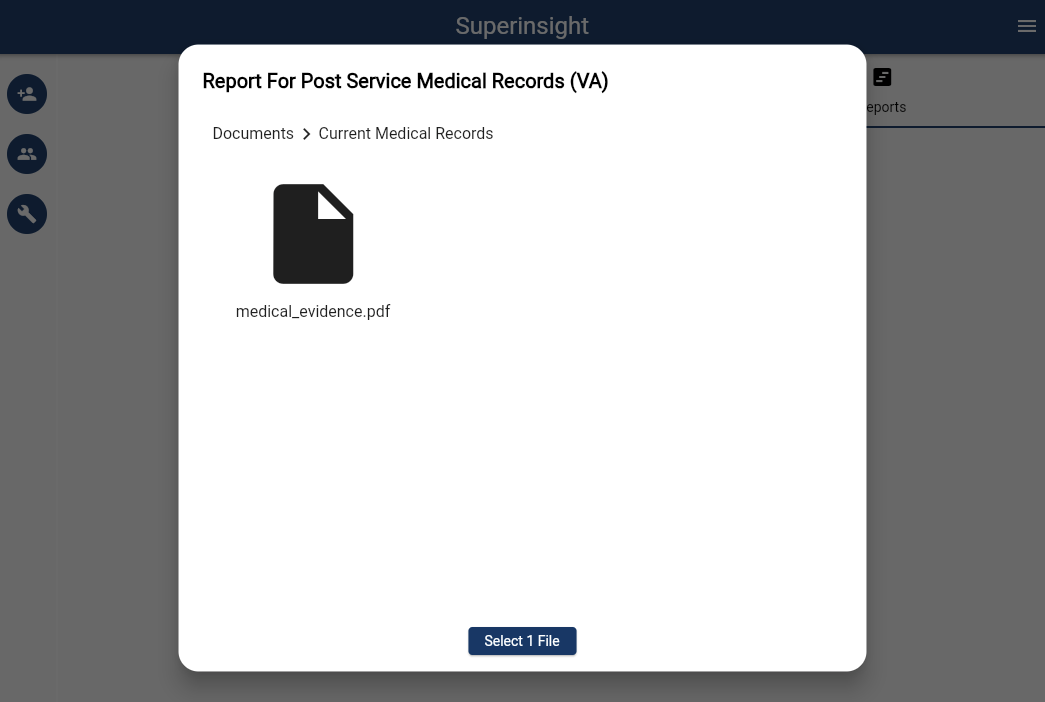 Superinsight
eports
Report For Post Service Medical Records (VA)
Documents > Current Medical Records
medical_evidence.pdf
Select 1 File